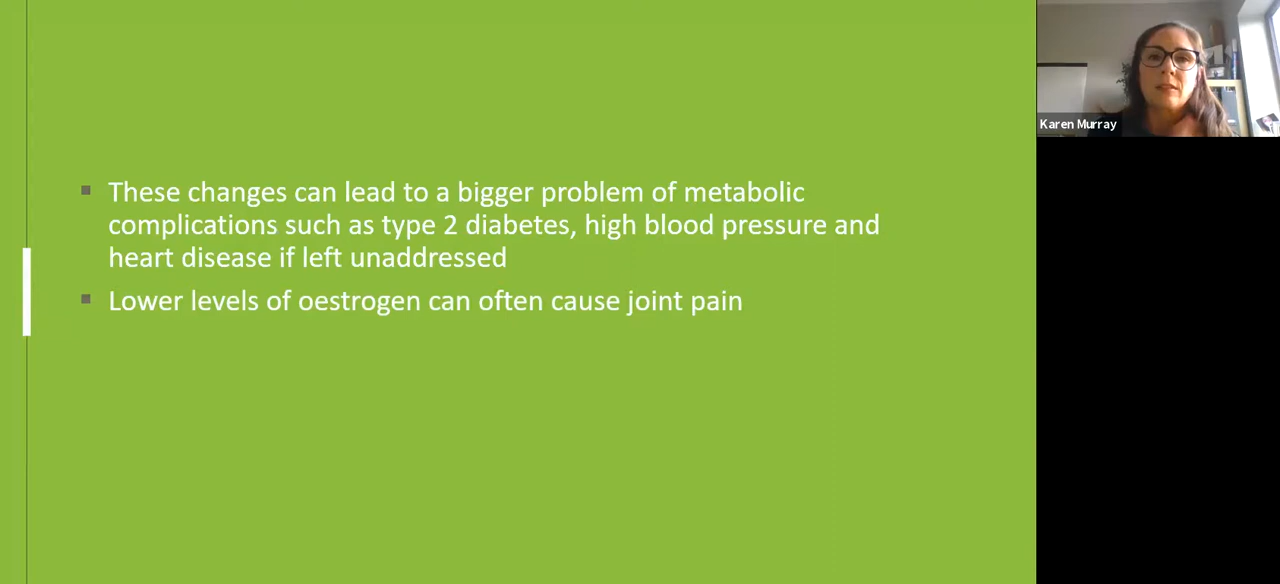 These changes can lead to a bigger problem of metabolic
complications such as type 2 diabetes, high blood pressure and
heart disease if left unaddressed
Lower levels of oestrogen can often cause joint pain
Karen Murray